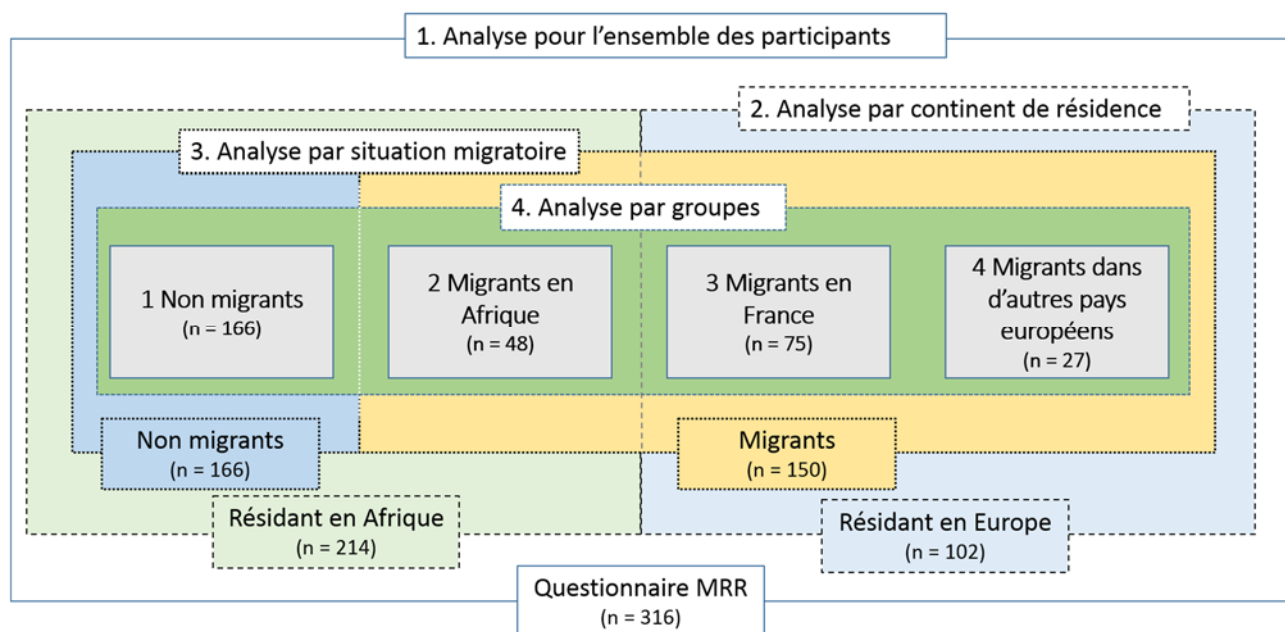 1. Analyse pour l’ensemble des participants
2. Analyse par continent de résidence
3. Analyse par situation migratoire
4. Analyse par groupes
1 Non migrants
(n = 166)
2 Migrants en
Afrique
(n = 48)
3 Migrants en
France
(n = 75)
4 Migrants dans
d’autres pays
européens
(n = 27)
Non migrants
(n = 166)
Migrants
(n = 150)
Résidant en Afrique
(n = 214)
Résidant en Europe
(n = 102)
Questionnaire MRR
(n = 316)